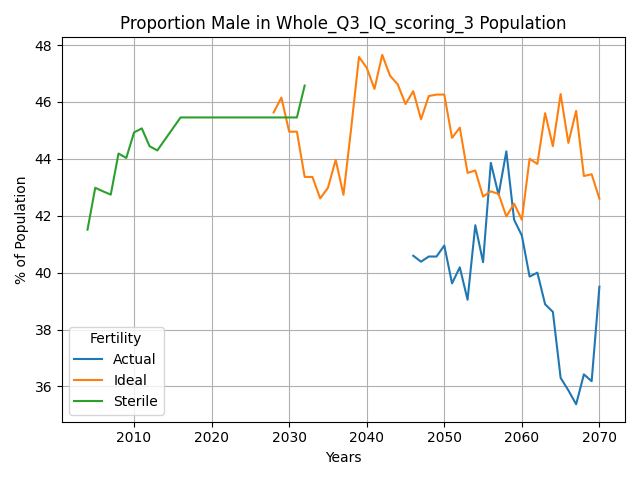 Proportion Male in Whole_Q3_IQ_scoring_3 Population
% of Population
48
46
44
42
40
38
36
Fertility
Actual
Ideal
Sterile
2010 2020 2030 2040 2050 2060 2070
Years